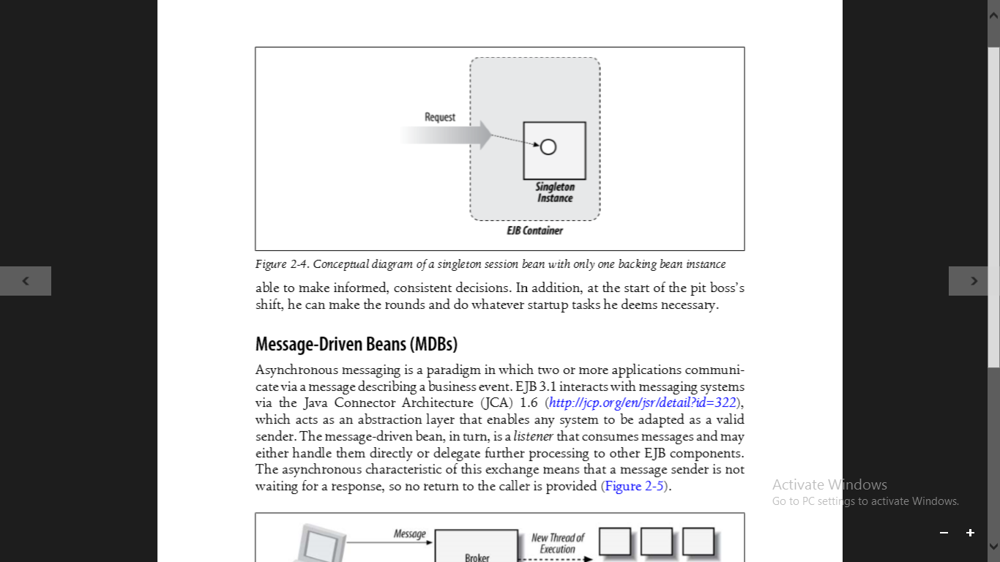 Request
Singleton
Instance
EJB Container
Figure 2-4. Conceptual diagram of a singleton session bean with only one backing bean instance
able to make informed, consistent decisions. In addition, at the start of the pit boss's
shift, he can make the rounds and do whatever startup tasks he deems necessary.
Message-Driven Beans (MDBs)
Asynchronous messaging is a paradigm in which two or more applications communi-
cate via a message describing a business event. EJB 3.1 interacts with messaging systems
via the Java Connector Architecture (JCA) 1.6 (http://jcp.org/en/jsr/detail?id=322),
which acts as an abstraction layer that enables any system to be adapted as a valid
sender. The message-driven bean, in turn, is a listener that consumes messages and may
either handle them directly or delegate further processing to other EJB components.
The asynchronous characteristic of this exchange means that a message sender is not
waiting for a response, so no return to the caller is provided (Figure 2-5).
Activate Windows
Go to PC settings to activate Windows.
Message
Broker
New Thread of
Execution